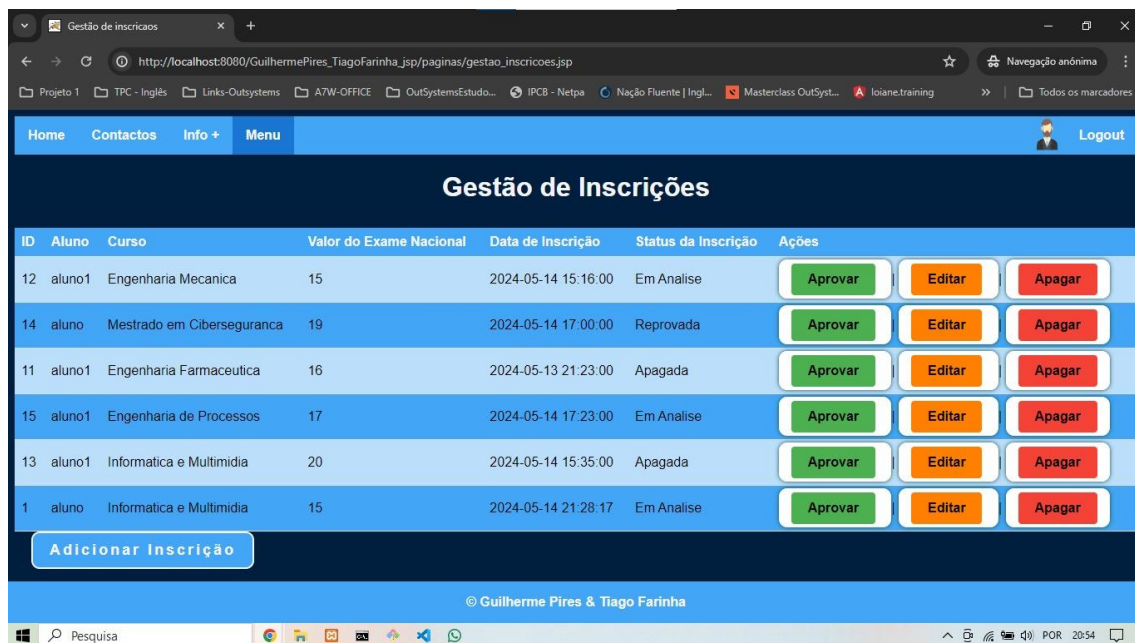 Gestão de inscricaos
http://localhost:8080/GuilhermePires_TiagoFarinha_jsp/paginas/gestao_inscricoes.jsp Navegação anónima
Projeto 1 TPC - Inglês Links-Outsystems A7W-OFFICE OutSystemsEstudo... IPCB - Netpa Nação Fluente | Ingl... Masterclass OutSyst... loiane.training » Todos os marcadores
Home Contactos Info + Menu Logout
Gestão de Inscrições
ID Aluno Curso Valor do Exame Nacional Data de Inscrição Status da Inscrição Ações
12 aluno1 Engenharia Mecanica 15 2024-05-14 15:16:00 Em Analise Aprovar | Editar | Apagar
14 aluno Mestrado em Ciberseguranca 19 2024-05-14 17:00:00 Reprovada Aprovar | Editar | Apagar
11 aluno1 Engenharia Farmaceutica 16 2024-05-13 21:23:00 Apagada Aprovar | Editar | Apagar
15 aluno1 Engenharia de Processos 17 2024-05-14 17:23:00 Em Analise Aprovar | Editar | Apagar
13 aluno1 Informatica e Multimidia 20 2024-05-14 15:35:00 Apagada Aprovar | Editar | Apagar
1 aluno Informatica e Multimidia 15 2024-05-14 21:28:17 Em Analise Aprovar | Editar | Apagar
Adicionar Inscrição
© Guilherme Pires & Tiago Farinha
Pesquisa POR 20:54